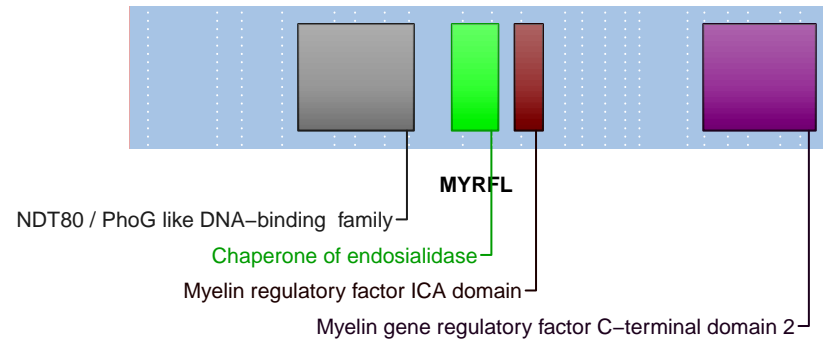 MYRFL
NDT80 / PhoG like DNA−binding  family
Chaperone of endosialidase
Myelin regulatory factor ICA domain
Myelin gene regulatory factor C−terminal domain 2